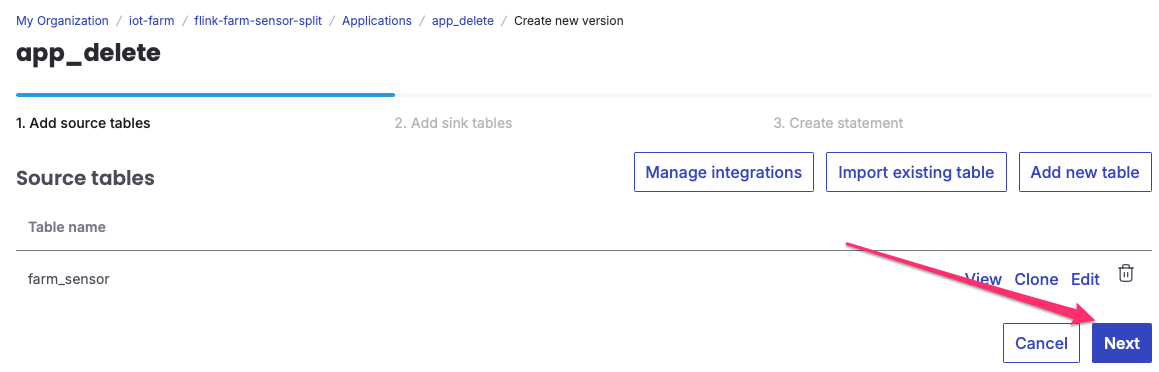 My Organization / iot-farm / flink-farm-sensor-split / Applications / app_delete / Create new version
app_delete
1. Add source tables 2. Add sink tables 3. Create statement
Source tables Manage integrations Import existing table Add new table
Table name
farm_sensor View Clone Edit
Cancel Next